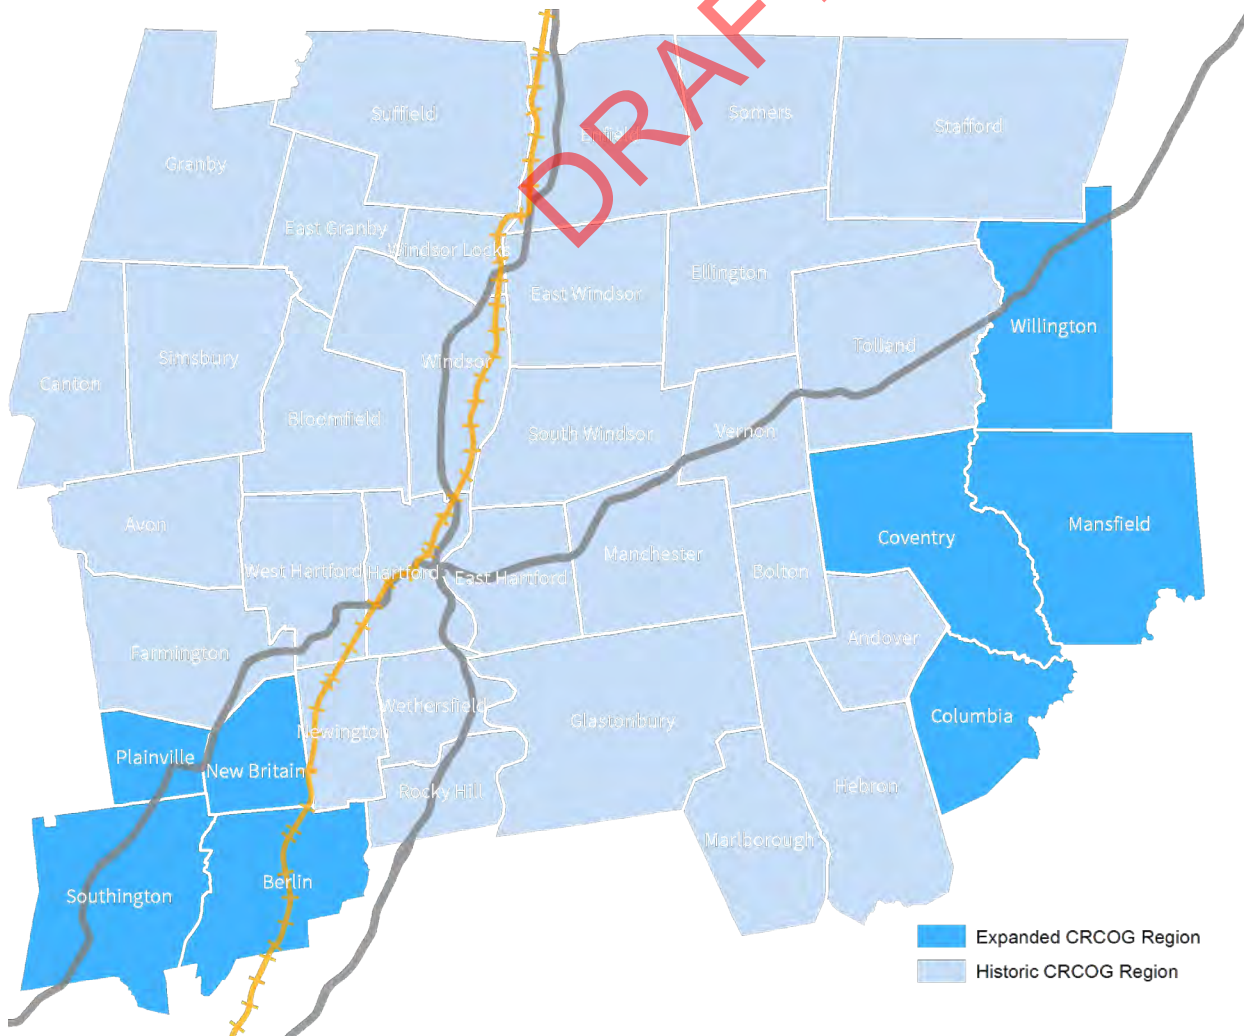 DRAF
Suffield
Enfield
Somers
Stafford
Granby
East Granby
Windsor Locks
East Windsor
Ellington
Willington
Tolland
Simsbury
Canton
Windsor
Bloomfield
South Windsor
Vernon
Avon
Mansfield
Coventry
West Hartford
Hartford
East Hartford
Manchester
Bolton
Andover
Farmington
Wethersfield
Glastonbury
Columbia
Newington
Plainville
New Britain
Rocky Hill
Hebron
Marlborough
Berlin
Southington
Expanded CRCOG Region
Historic CRCOG Region